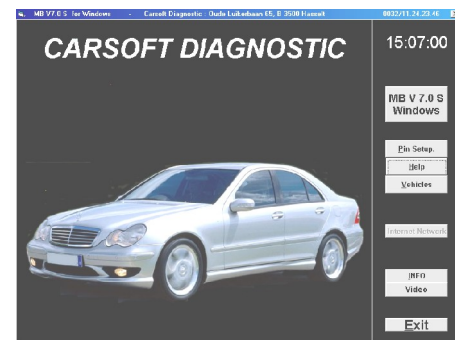 MB V7.0 S for Windows - Carsoft Diagnostic : Oude Luikerbaan 65, B 3500 Hasselt 0032/11.24.23.46
CARSOFT DIAGNOSTIC
15:07:00
MB V 7.0 S
Windows
Pin Setup.
Help
Vehicles
Internet Network
INFO
Video
Exit